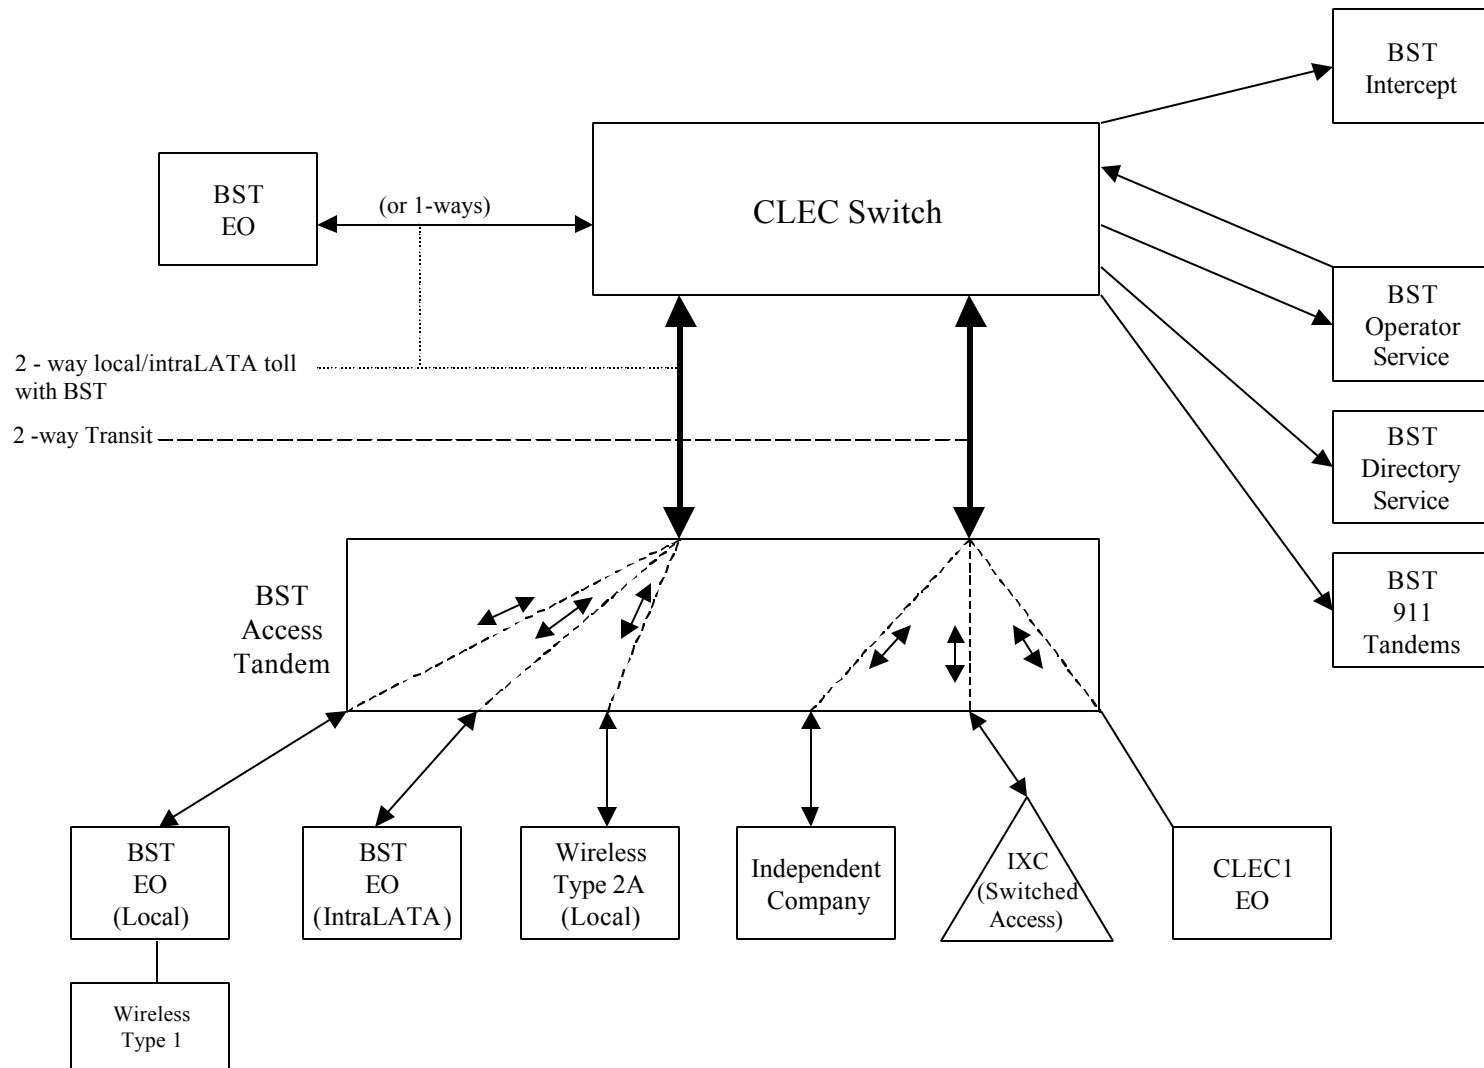 BST
Intercept
BST
EO
(or 1-ways)
CLEC Switch
BST
Operator
Service
2 - way local/intraLATA toll
with BST
2 -way Transit
BST
Directory
Service
BST
911
Tandems
BST
Access
Tandem
BST
EO
(Local)
BST
EO
(IntraLATA)
Wireless
Type 2A
(Local)
Independent
Company
IXC
(Switched
Access)
CLEC1
EO
Wireless
Type 1